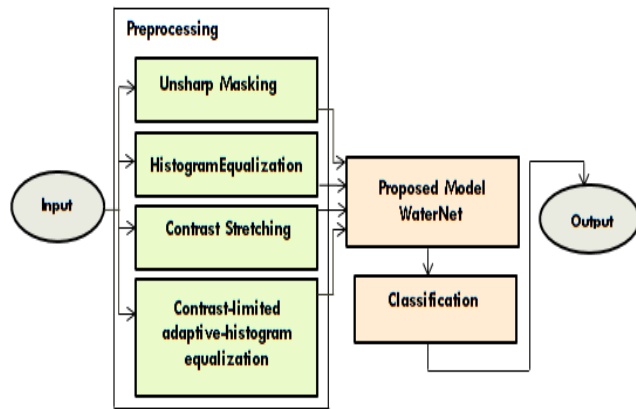 Preprocessing
Unsharp Masking
HistogramEqualization
Contrast Stretching
Contrast-limited
adaptive-histogram
equalization
Input
Proposed Model
WaterNet
Classification
Output